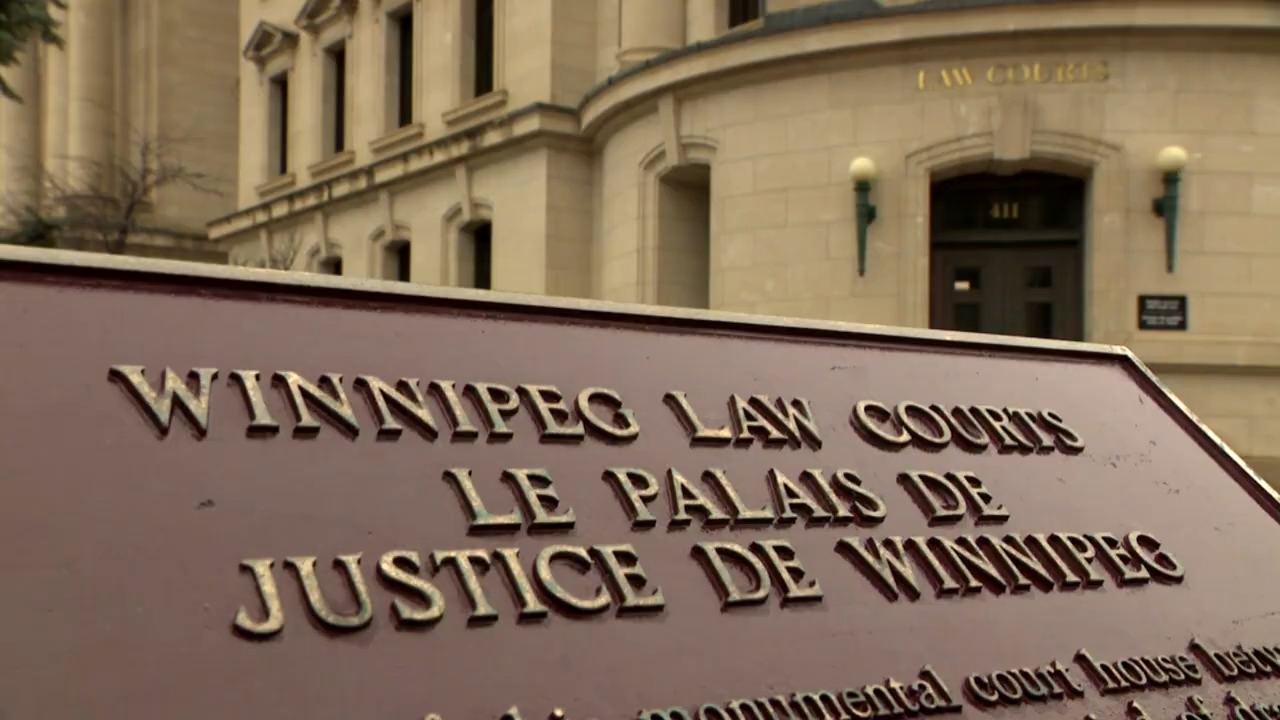 LAW COURTS
411
WINNIPEG LAW COURTS
LE PALAIS DE
JUSTICE DE WINNIPEG
monumental court house